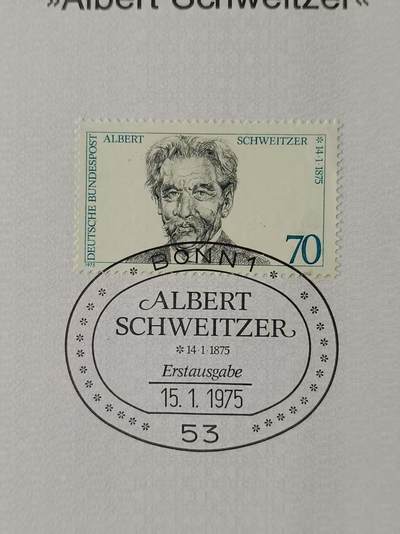 »Albert Schweitzer«
ALBERT SCHWEITZER
✲14·1·1875
DEUTSCHE BUNDESPOST
70
BONN 1
ALBERT
SCHWEITZER
✲14·1·1875
Erstausgabe
15. 1. 1975
53